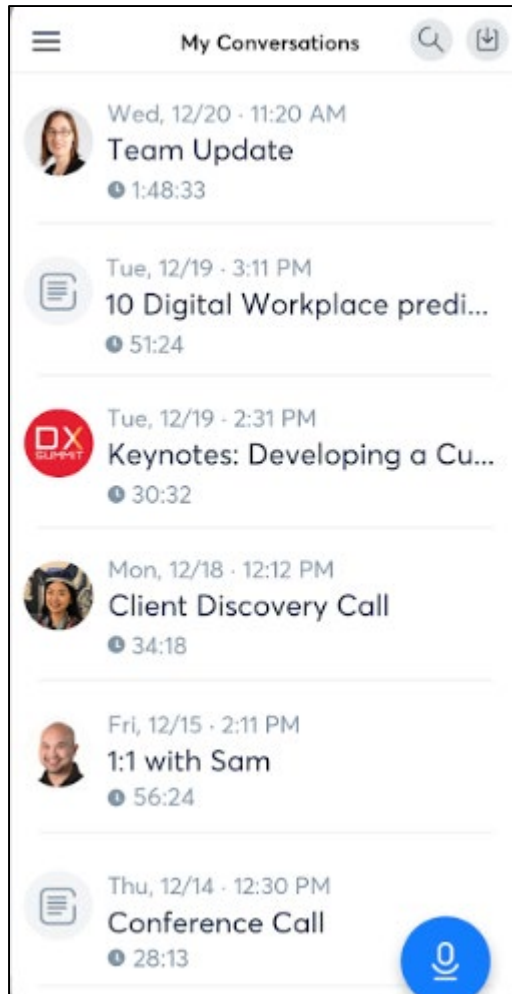 My Conversations
Wed, 12/20 · 11:20 AM
Team Update
1:48:33
Tue, 12/19 · 3:11 PM
10 Digital Workplace predi...
51:24
DX
SUMMIT
Tue, 12/19 · 2:31 PM
Keynotes: Developing a Cu...
30:32
Mon, 12/18 · 12:12 PM
Client Discovery Call
34:18
Fri, 12/15 · 2:11 PM
1:1 with Sam
56:24
Thu, 12/14 · 12:30 PM
Conference Call
28:13